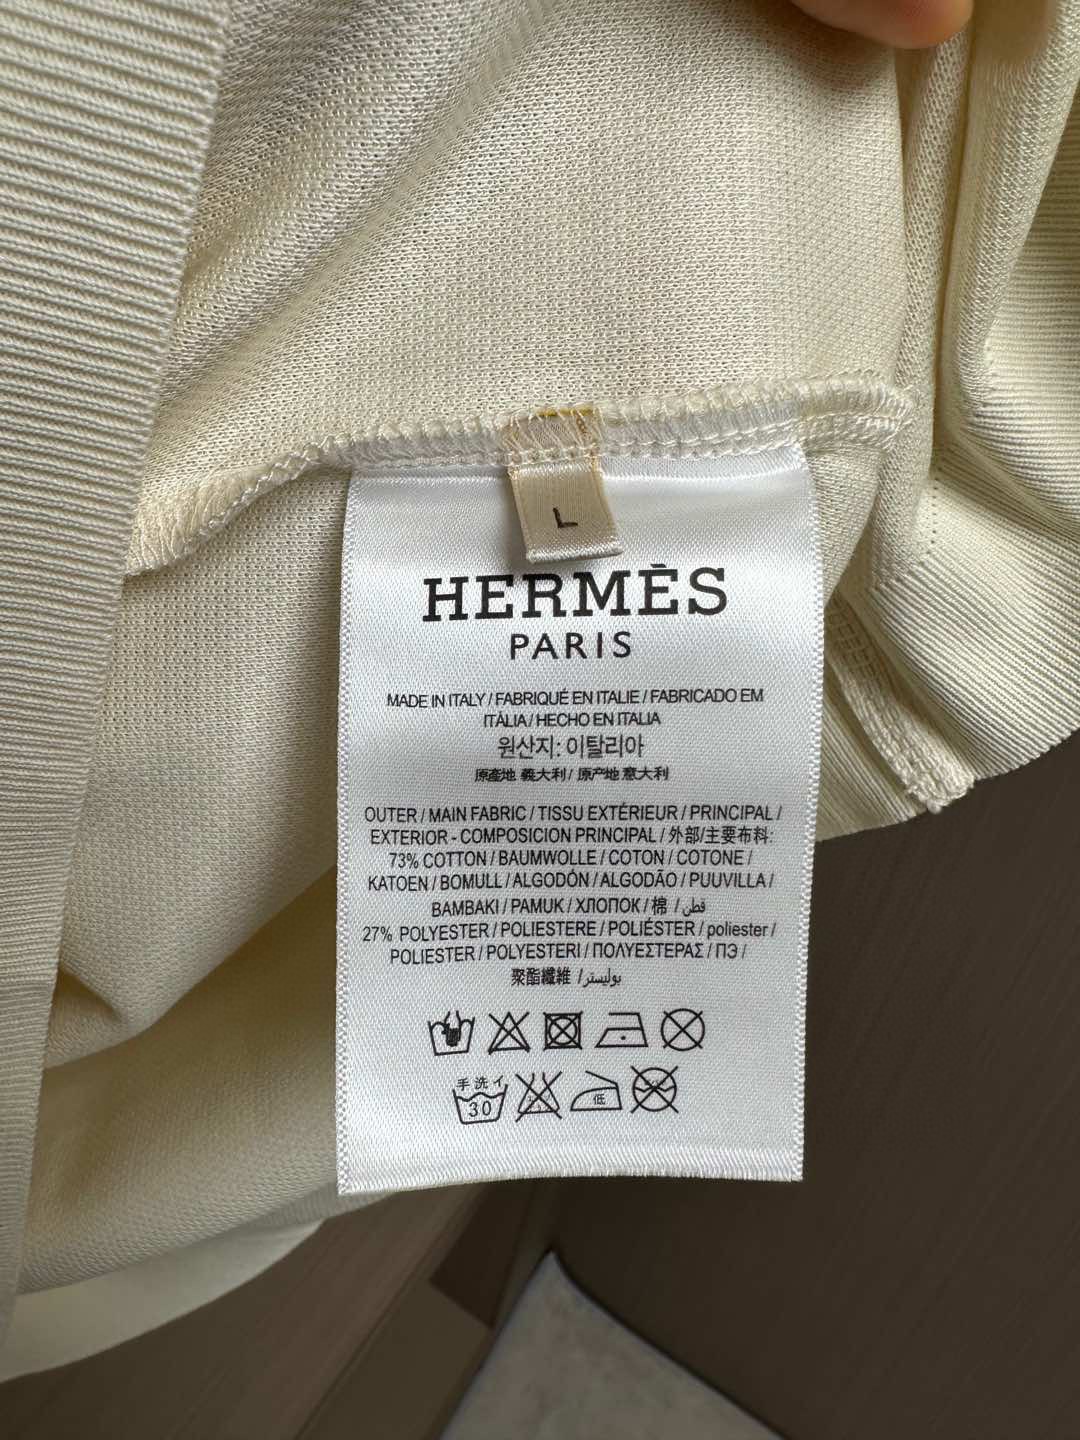 L
HERMÈS
PARIS
MADE IN ITALY / FABRIQUÉ EN ITALIE / FABRICADO EM
ITÀLIA / HECHO EN ITALIA
원산지: 이탈리아
原產地 義大利 / 原产地 意大利
OUTER / MAIN FABRIC / TISSU EXTÉRIEUR / PRINCIPAL /
EXTERIOR - COMPOSICION PRINCIPAL / 外部/主要布料:
73% COTTON / BAUMWOLLE / COTON / COTONE /
KATOEN / BOMULL / ALGODÓN / ALGODÃO / PUUVILLA /
BAMBAKI / PAMUK / ХЛОПОК / 棉 / قطن
27% POLYESTER / POLIESTERE / POLIÉSTER / poliester /
POLIESTER / POLYESTERI / ΠΟΛΥΕΣΤΕΡΑΣ / ПЭ /
聚酯纖維 / بوليستر
手洗イ
30
低